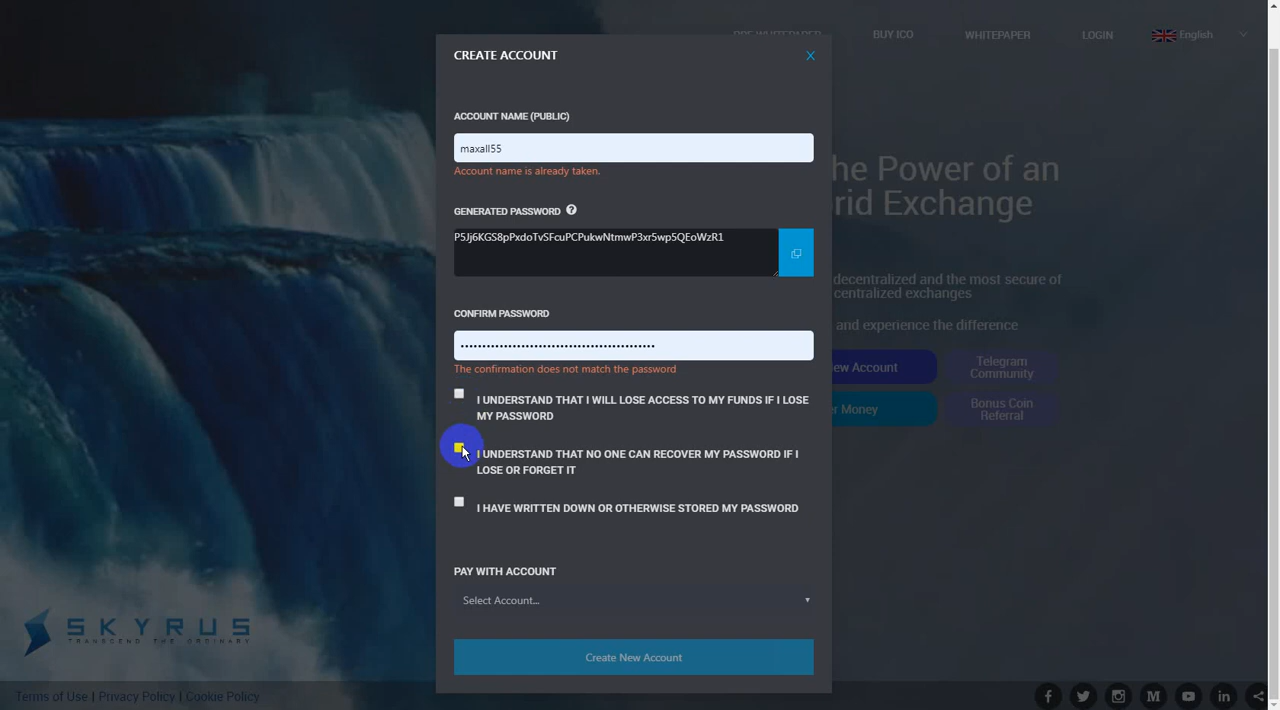 PRE WHITEPAPER
BUY ICO
WHITEPAPER
LOGIN
English
CREATE ACCOUNT
X
ACCOUNT NAME (PUBLIC)
maxall55
Account name is already taken.
he Power of an
rid Exchange
GENERATED PASSWORD ?
P5Jj6KGS8pPxdoTvSFcuPCPukwNtmwP3xr5wp5QEoWzR1
decentralized and the most secure of
centralized exchanges
and experience the difference
CONFIRM PASSWORD
The confirmation does not match the password
ew Account
Telegram
Community
er Money
Bonus Coin
Referral
I UNDERSTAND THAT I WILL LOSE ACCESS TO MY FUNDS IF I LOSE
MY PASSWORD
I UNDERSTAND THAT NO ONE CAN RECOVER MY PASSWORD IF I
LOSE OR FORGET IT
I HAVE WRITTEN DOWN OR OTHERWISE STORED MY PASSWORD
PAY WITH ACCOUNT
Select Account...
Create New Account
SKYRUS
TRANSCEND THE ORDINARY
Terms of Use | Privacy Policy | Cookie Policy